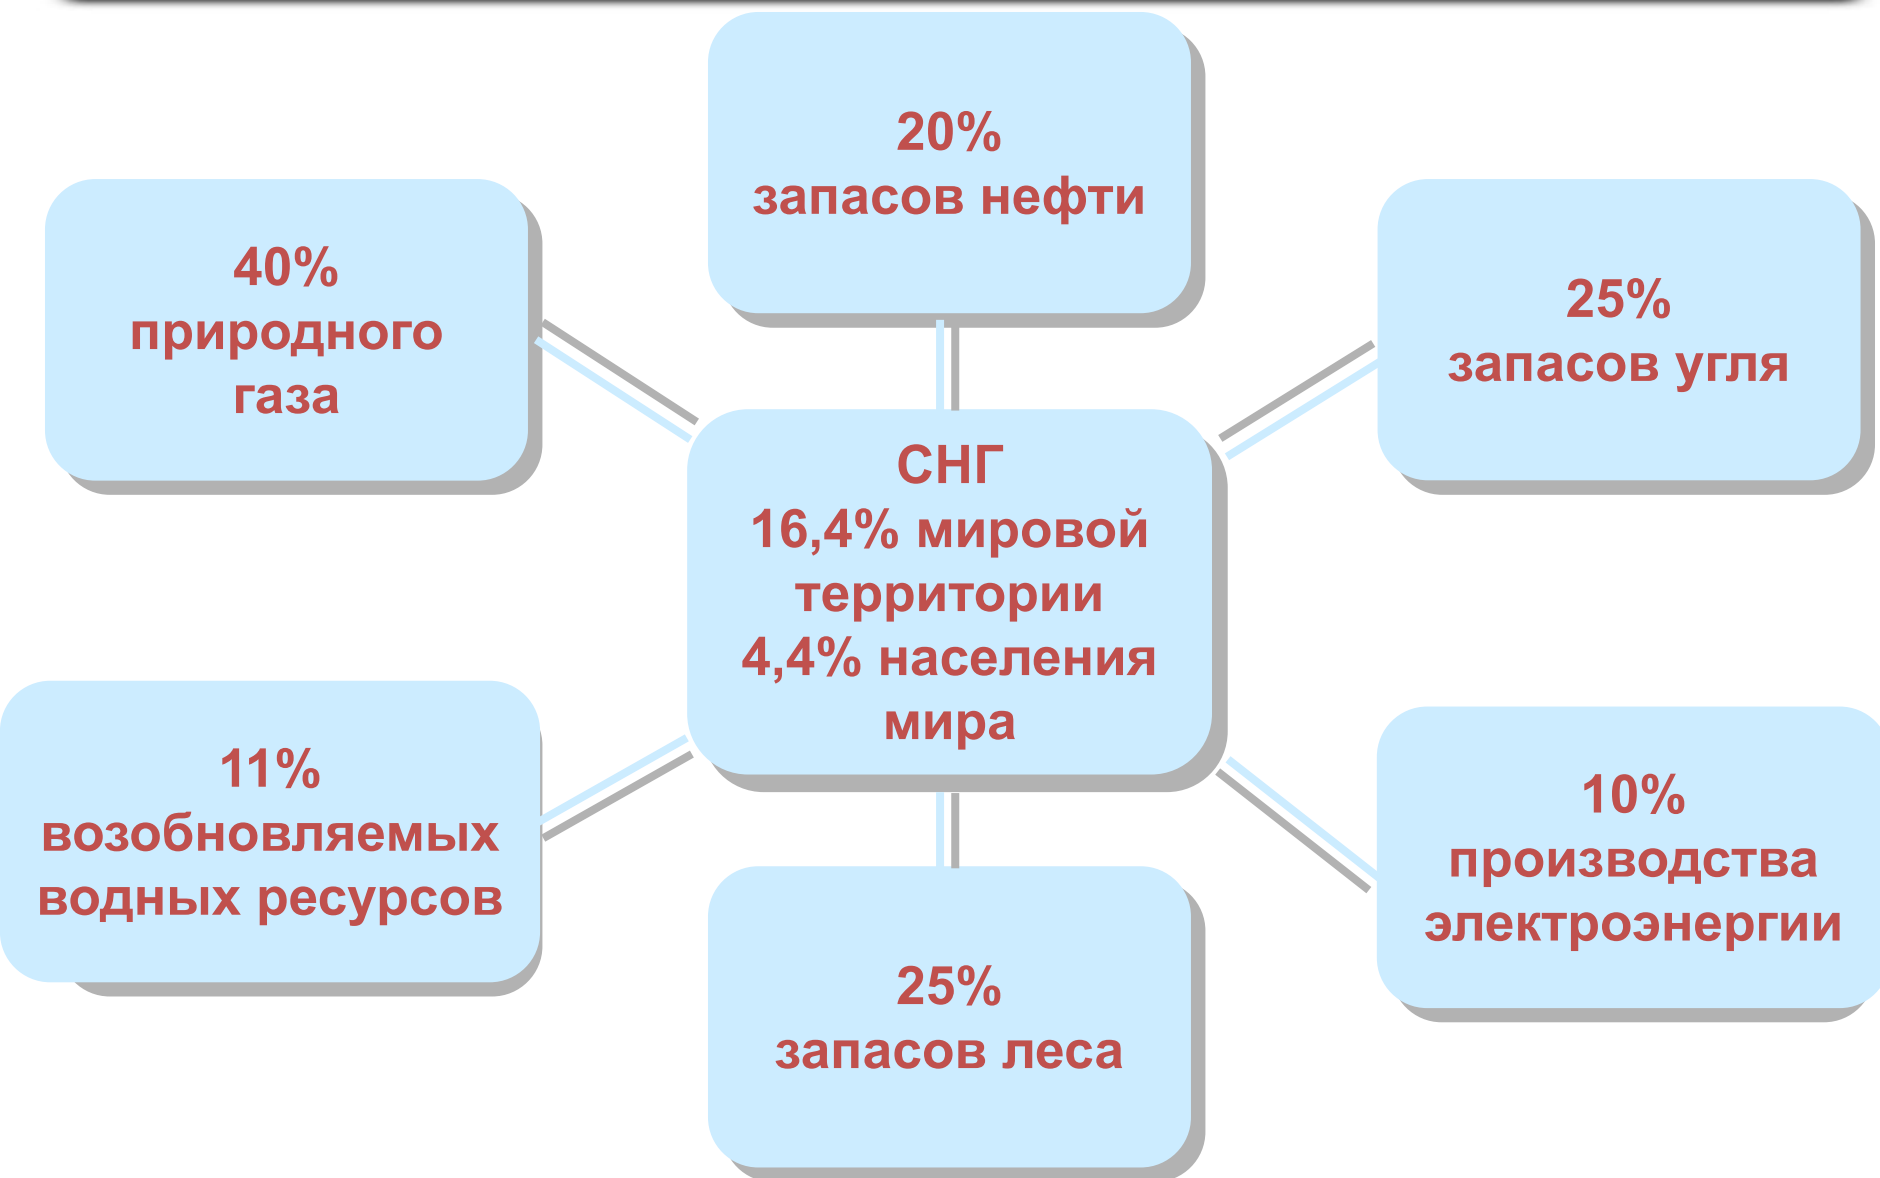 20%
запасов нефти
40%
природного
газа
25%
запасов угля
СНГ
16,4% мировой
территории
4,4% населения
мира
11%
возобновляемых
водных ресурсов
10%
производства
электроэнергии
25%
запасов леса